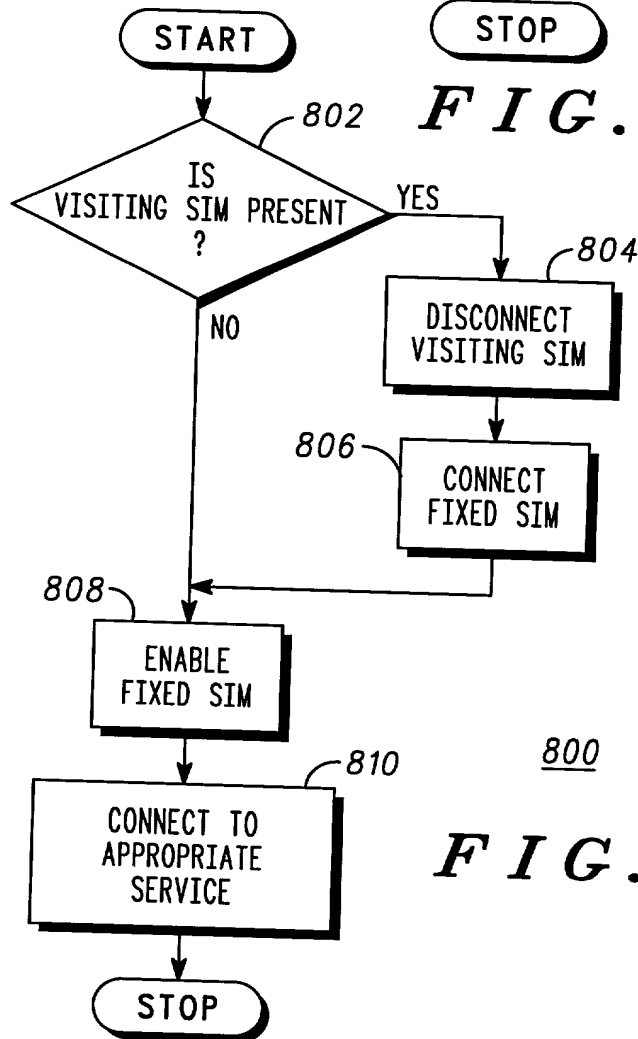 START
STOP
FIG.
802
IS
VISITING SIM PRESENT
?
YES
NO
804
DISCONNECT
VISITING SIM
806
CONNECT
FIXED SIM
808
ENABLE
FIXED SIM
810
CONNECT TO
APPROPRIATE
SERVICE
800
FIG.
STOP